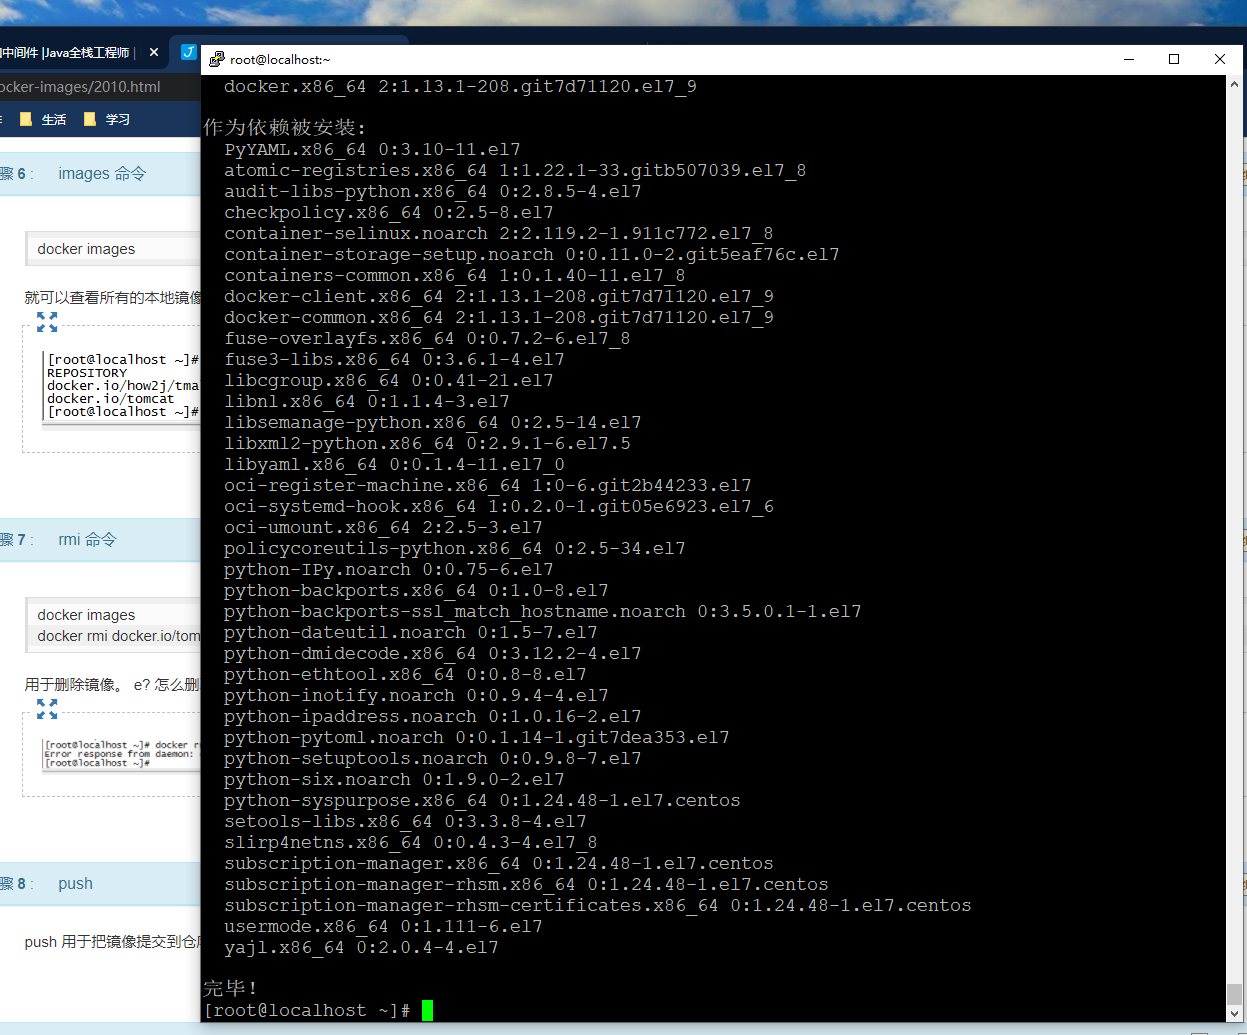 中间件 |Java全栈工程师 |
root@localhost:~
ocker-images/2010.html
生活
学习
骤 6 :
images 命令
docker images
就可以查看所有的本地镜像
[root@localhost ~]#
REPOSITORY
docker.io/how2j/tma
docker.io/tomcat
[root@localhost ~]#
骤 7 :
rmi 命令
docker images
docker rmi docker.io/tom
用于删除镜像。 e? 怎么删
[root@localhost ~]# docker r
Error response from daemon:
[root@localhost ~]#
骤 8 :
push
push 用于把镜像提交到仓
docker.x86_64 2:1.13.1-208.git7d71120.el7_9
作为依赖被安装:
PyYAML.x86_64 0:3.10-11.el7
atomic-registries.x86_64 1:1.22.1-33.gitb507039.el7_8
audit-libs-python.x86_64 0:2.8.5-4.el7
checkpolicy.x86_64 0:2.5-8.el7
container-selinux.noarch 2:2.119.2-1.911c772.el7_8
container-storage-setup.noarch 0:0.11.0-2.git5eaf76c.el7
containers-common.x86_64 1:0.1.40-11.el7_8
docker-client.x86_64 2:1.13.1-208.git7d71120.el7_9
docker-common.x86_64 2:1.13.1-208.git7d71120.el7_9
fuse-overlayfs.x86_64 0:0.7.2-6.el7_8
fuse3-libs.x86_64 0:3.6.1-4.el7
libcgroup.x86_64 0:0.41-21.el7
libnl.x86_64 0:1.1.4-3.el7
libsemanage-python.x86_64 0:2.5-14.el7
libxml2-python.x86_64 0:2.9.1-6.el7.5
libyaml.x86_64 0:0.1.4-11.el7_0
oci-register-machine.x86_64 1:0-6.git2b44233.el7
oci-systemd-hook.x86_64 1:0.2.0-1.git05e6923.el7_6
oci-umount.x86_64 2:2.5-3.el7
policycoreutils-python.x86_64 0:2.5-34.el7
python-IPy.noarch 0:0.75-6.el7
python-backports.x86_64 0:1.0-8.el7
python-backports-ssl_match_hostname.noarch 0:3.5.0.1-1.el7
python-dateutil.noarch 0:1.5-7.el7
python-dmidecode.x86_64 0:3.12.2-4.el7
python-ethtool.x86_64 0:0.8-8.el7
python-inotify.noarch 0:0.9.4-4.el7
python-ipaddress.noarch 0:1.0.16-2.el7
python-pytoml.noarch 0:0.1.14-1.git7dea353.el7
python-setuptools.noarch 0:0.9.8-7.el7
python-six.noarch 0:1.9.0-2.el7
python-syspurpose.x86_64 0:1.24.48-1.el7.centos
setools-libs.x86_64 0:3.3.8-4.el7
slirp4netns.x86_64 0:0.4.3-4.el7_8
subscription-manager.x86_64 0:1.24.48-1.el7.centos
subscription-manager-rhsm.x86_64 0:1.24.48-1.el7.centos
subscription-manager-rhsm-certificates.x86_64 0:1.24.48-1.el7.centos
usermode.x86_64 0:1.111-6.el7
yajl.x86_64 0:2.0.4-4.el7
完毕!
[root@localhost ~]#